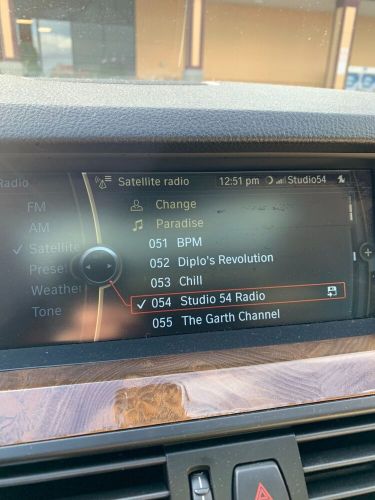 Radio
FM
AM
Satellite
Prese
Weather
Tone
Satellite radio 12:51 pm Studio54
Change
Paradise
051 BPM
052 Diplo's Revolution
053 Chill
054 Studio 54 Radio
055 The Garth Channel